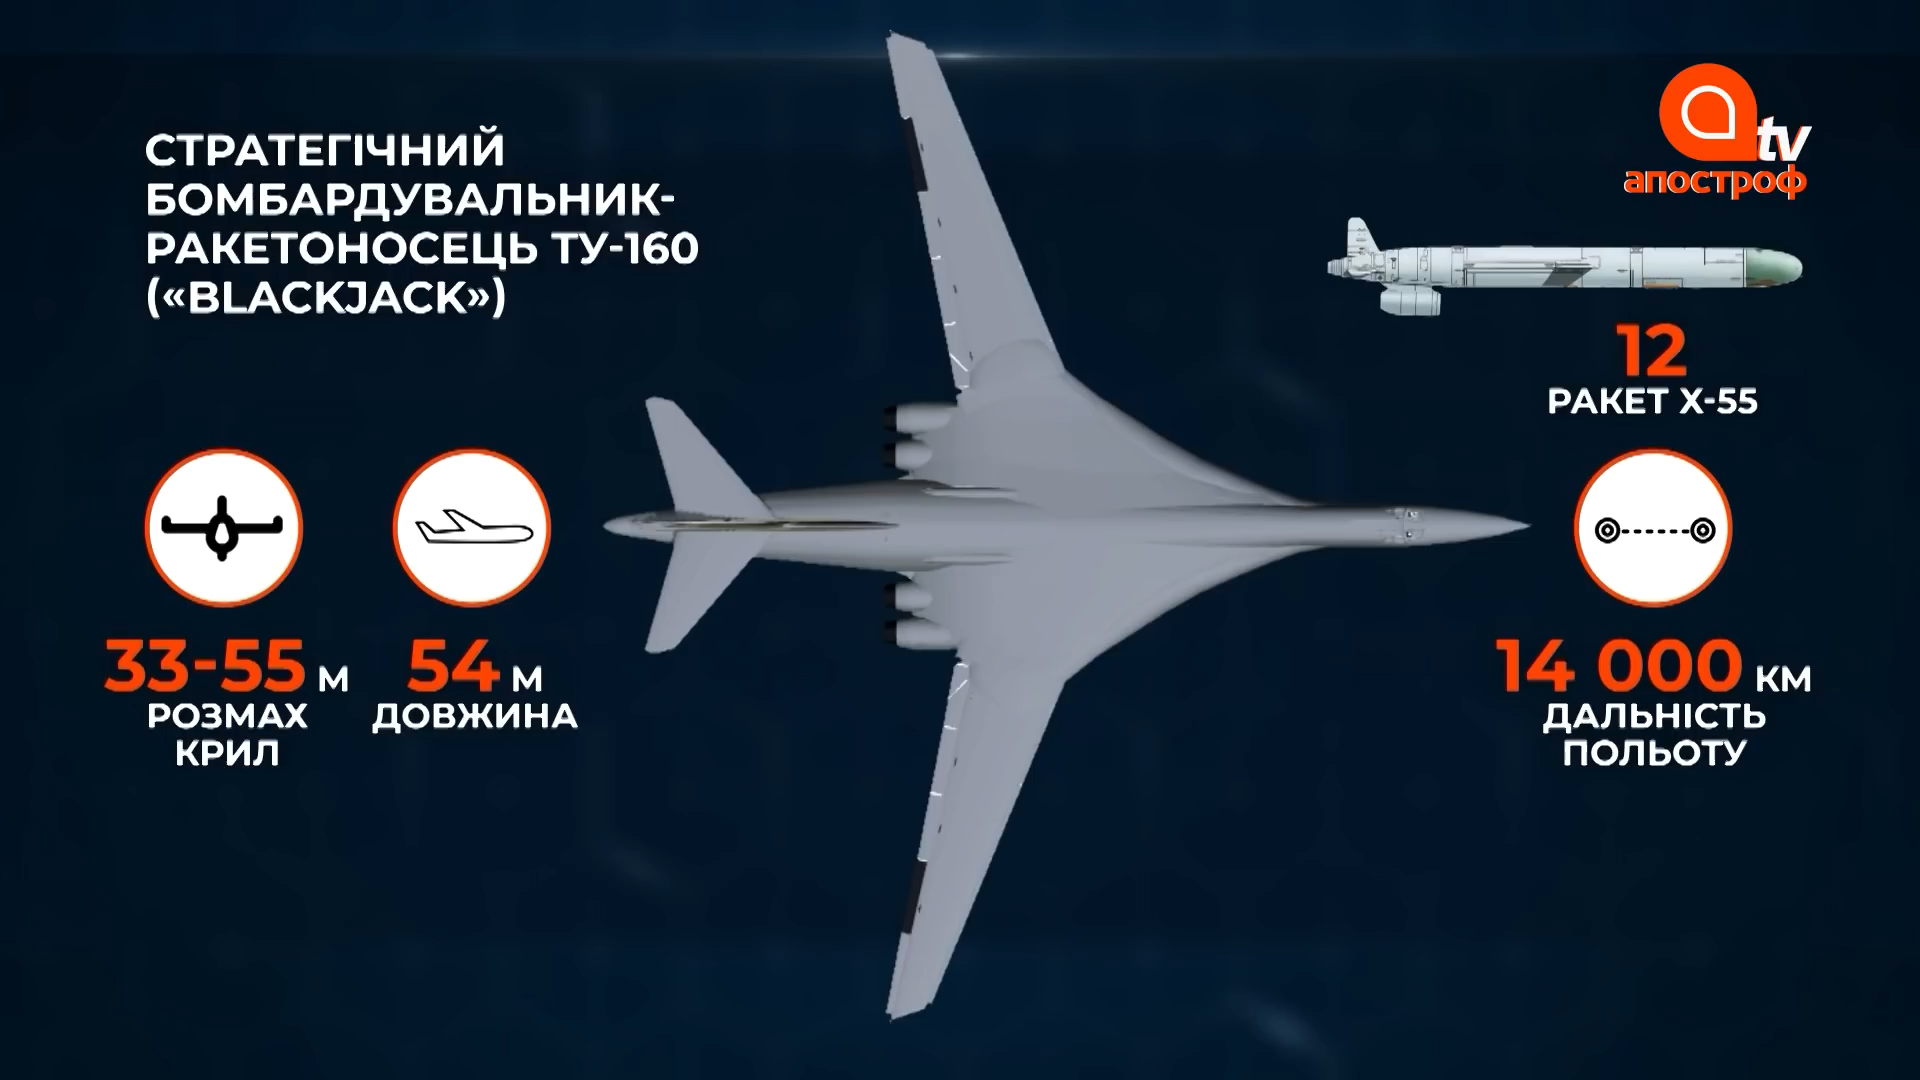 СТРАТЕГІЧНИЙ
БОМБАРДУВАЛЬНИК-
РАКЕТОНОСЕЦЬ ТУ-160
(«BLACKJACK»)
tv
апостроф
12
РАКЕТ Х-55
33-55 М
РОЗМАХ
КРИЛ
54 М
ДОВЖИНА
14 000 КМ
ДАЛЬНІСТЬ
ПОЛЬОТУ